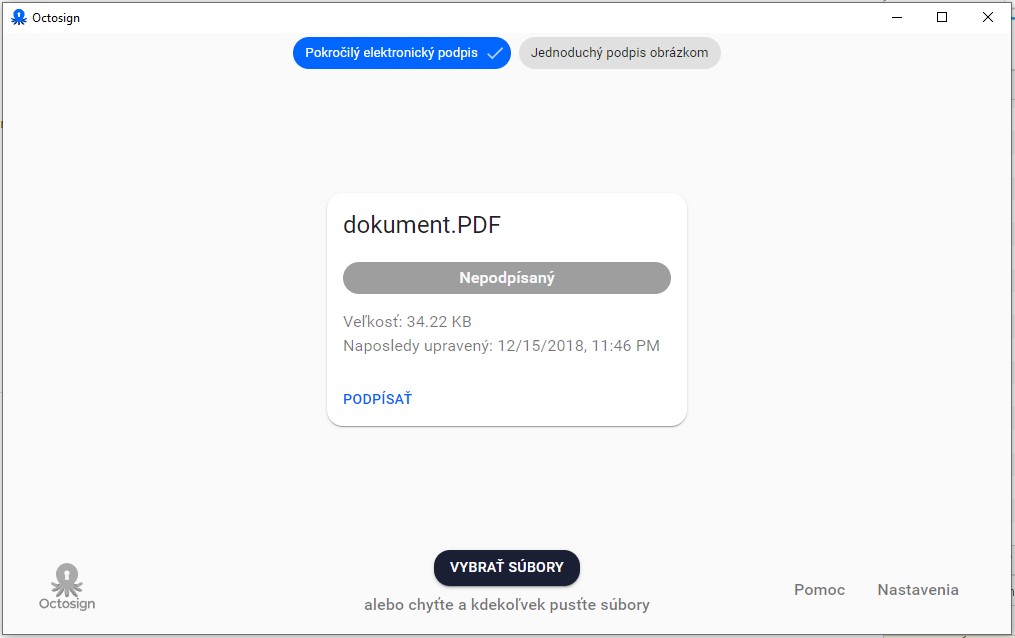 Octosign
Pokročilý elektronický podpis
Jednoduchý podpis obrázkom
dokument.PDF
Nepodpísaný
Veľkosť: 34.22 KB
Naposledy upravený: 12/15/2018, 11:46 PM
PODPÍSAŤ
VYBRAŤ SÚBORY
alebo chyťte a kdekoľvek pusťte súbory
Octosign
Pomoc
Nastavenia